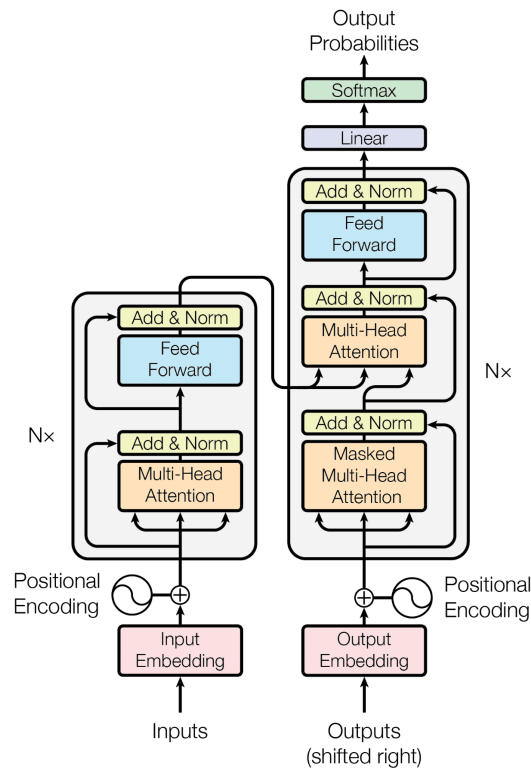 Output
Probabilities
Softmax
Linear
Add & Norm
Feed
Forward
Add & Norm
Multi-Head
Attention
Add & Norm
Masked
Multi-Head
Attention
N×
Add & Norm
Feed
Forward
Add & Norm
Multi-Head
Attention
N×
Positional
Encoding
Positional
Encoding
Input
Embedding
Output
Embedding
Inputs
Outputs
(shifted right)